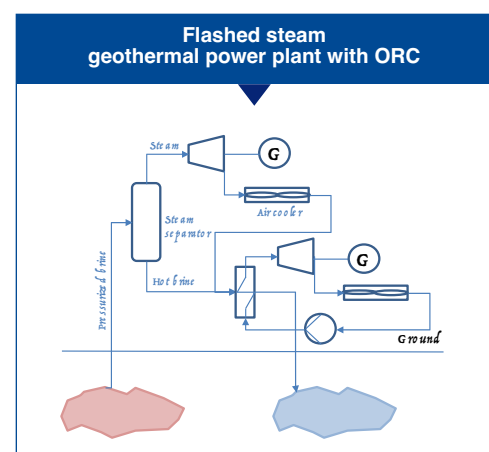 Flashed steam
geothermal power plant with ORC
Steam
G
Air cooler
Steam
separator
Pressurized brine
Hot brine
G
Ground